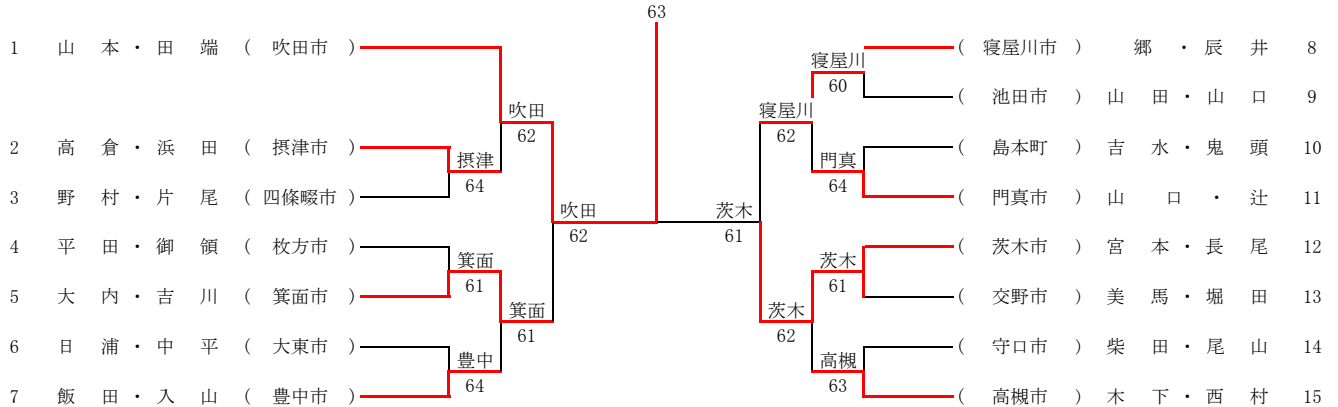 63
1 山本・田端 ( 吹田市 )
吹田
62
2 高倉・浜田 ( 摂津市 )
摂津
64
3 野村・片尾 ( 四條畷市 )
吹田
62
4 平田・御領 ( 枚方市 )
箕面
61
5 大内・吉川 ( 箕面市 )
箕面
61
6 日浦・中平 ( 大東市 )
豊中
64
7 飯田・入山 ( 豊中市 )
( 寝屋川市 ) 郷・辰井 8
寝屋川
60
( 池田市 ) 山田・山口 9
寝屋川
62
( 島本町 ) 吉水・鬼頭 10
門真
64
( 門真市 ) 山口・辻 11
茨木
61
( 茨木市 ) 宮本・長尾 12
茨木
61
( 交野市 ) 美馬・堀田 13
茨木
62
( 守口市 ) 柴田・尾山 14
高槻
63
( 高槻市 ) 木下・西村 15